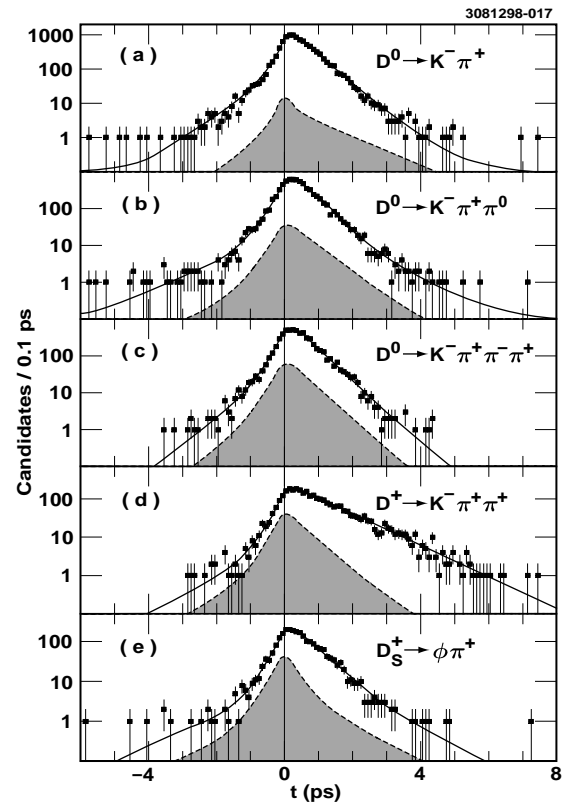 3081298-017
1000
100
10
1
( a )
D⁰ → K⁻ π⁺
100
10
1
( b )
D⁰ → K⁻ π⁺ π⁰
100
10
1
( c )
D⁰ → K⁻ π⁺ π⁻ π⁺
100
10
1
( d )
D⁺ → K⁻ π⁺ π⁺
100
10
1
( e )
D_S⁺ → ϕ π⁺
Candidates / 0.1 ps
−4 0 4 8
t (ps)